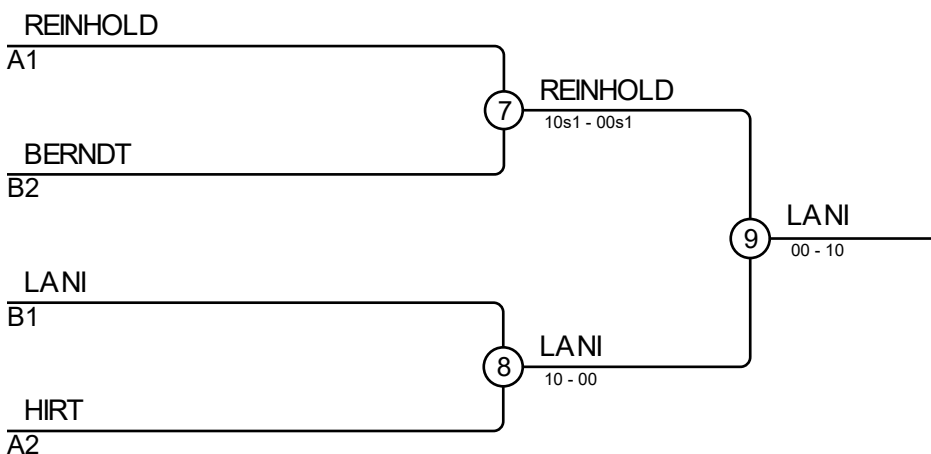 REINHOLD
A1
7
REINHOLD
10s1 - 00s1
BERNDT
B2
9
LANI
00 - 10
LANI
B1
8
LANI
10 - 00
HIRT
A2